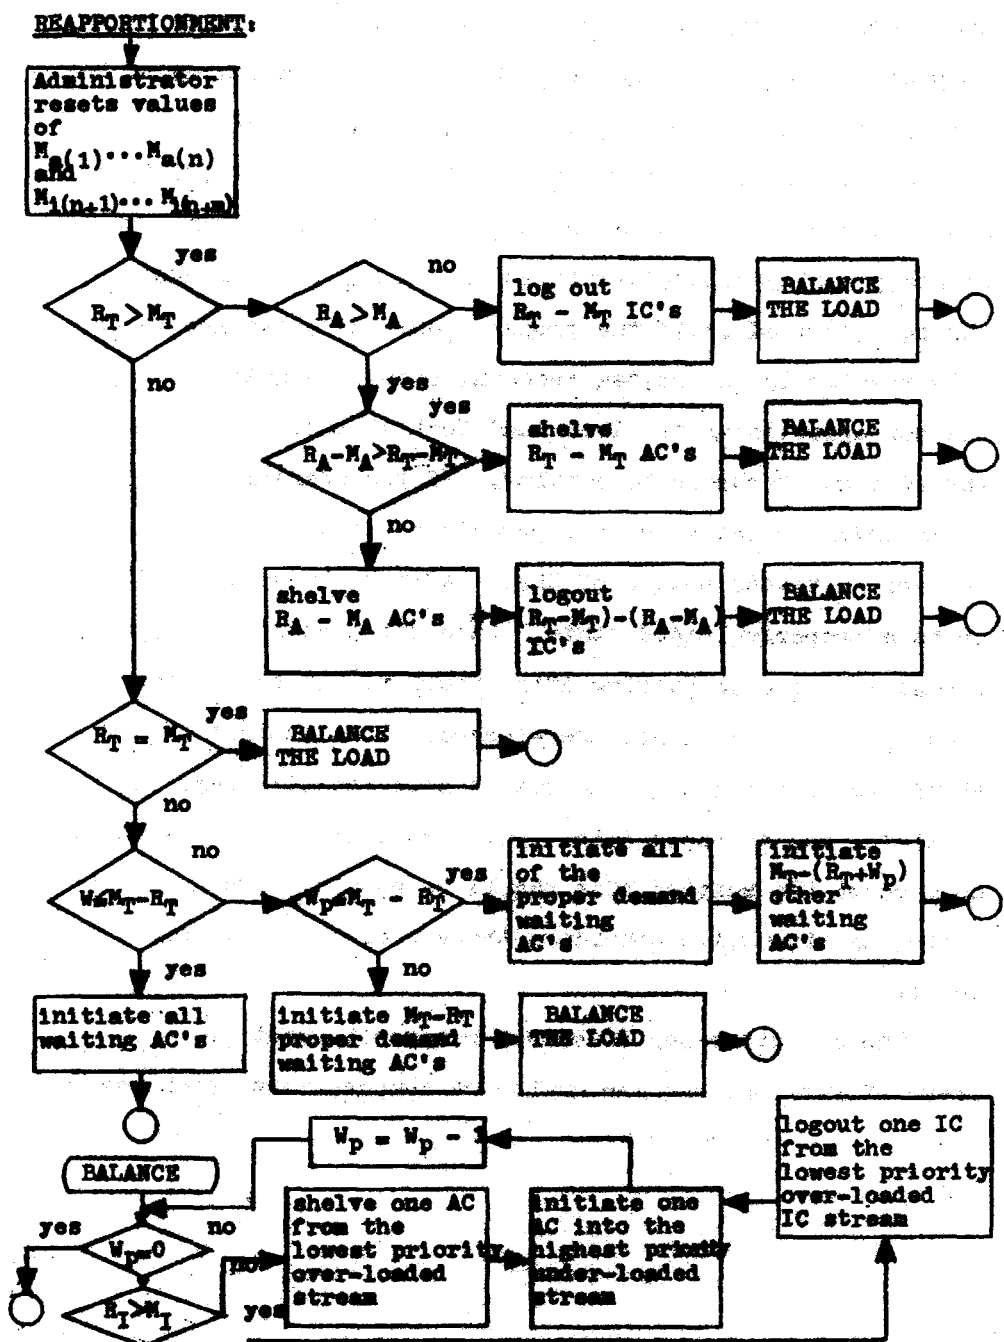 REAPPORTIONMENT:
Administrator
resets values
of
Ma(1)...Ma(n)
and
Mi(n+1)...Mi(n+m)
yes
RT > MT
no
RA > MA
no
log out
RT - MT IC's
BALANCE
THE LOAD
yes
yes
RA-MA>RT-MT
shelve
RT - MT AC's
BALANCE
THE LOAD
no
shelve
RA - MA AC's
logout
(RT-MT)-(RA-MA)
IC's
BALANCE
THE LOAD
yes
RT = MT
BALANCE
THE LOAD
no
no
W≤MT-RT
Wp≤MT - RT
yes
initiate all
of the
proper demand
waiting
AC's
initiate
MT-(RT+Wp)
other
waiting
AC's
yes
no
initiate all
waiting AC's
initiate MT-RT
proper demand
waiting AC's
BALANCE
THE LOAD
Wp = Wp - 1
logout one IC
from the
lowest priority
over-loaded
IC stream
BALANCE
yes
no
Wp=0
shelve one AC
from the
lowest priority
over-loaded
stream
initiate one
AC into the
highest priority
under-loaded
stream
no
RI>MI
yes